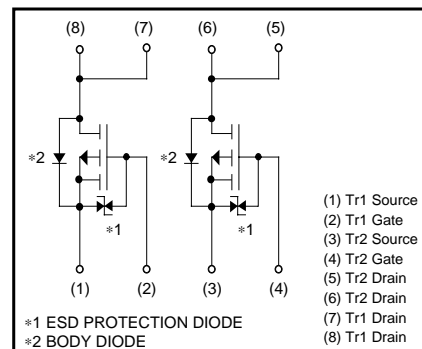 (8) (7) (6) (5)
∗2 ∗2
∗1 ∗1
(1) (2) (3) (4)
(1) Tr1 Source
(2) Tr1 Gate
(3) Tr2 Source
(4) Tr2 Gate
(5) Tr2 Drain
(6) Tr2 Drain
(7) Tr1 Drain
(8) Tr1 Drain
∗1 ESD PROTECTION DIODE
∗2 BODY DIODE